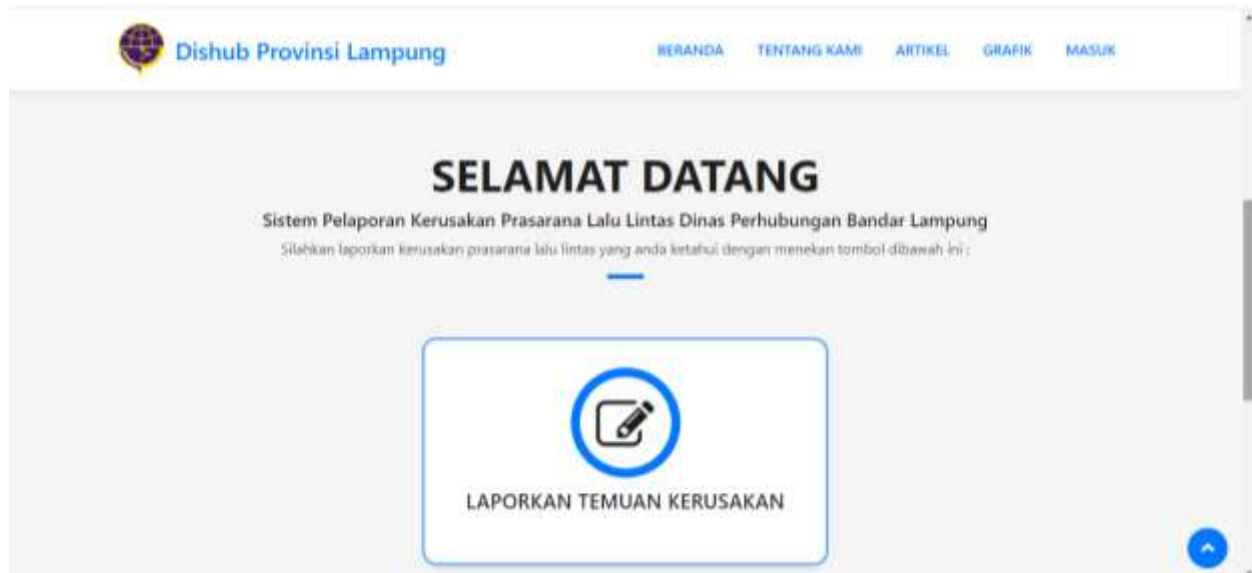 Dishub Provinsi Lampung
BERANDA TENTANG KAMI ARTIKEL GRAFIK MASUK
SELAMAT DATANG
Sistem Pelaporan Kerusakan Prasarana Lalu Lintas Dinas Perhubungan Bandar Lampung
Silahkan laporkan kerusakan prasarana lalu lintas yang anda ketahui dengan menekan tombol dibawah ini :
LAPORKAN TEMUAN KERUSAKAN